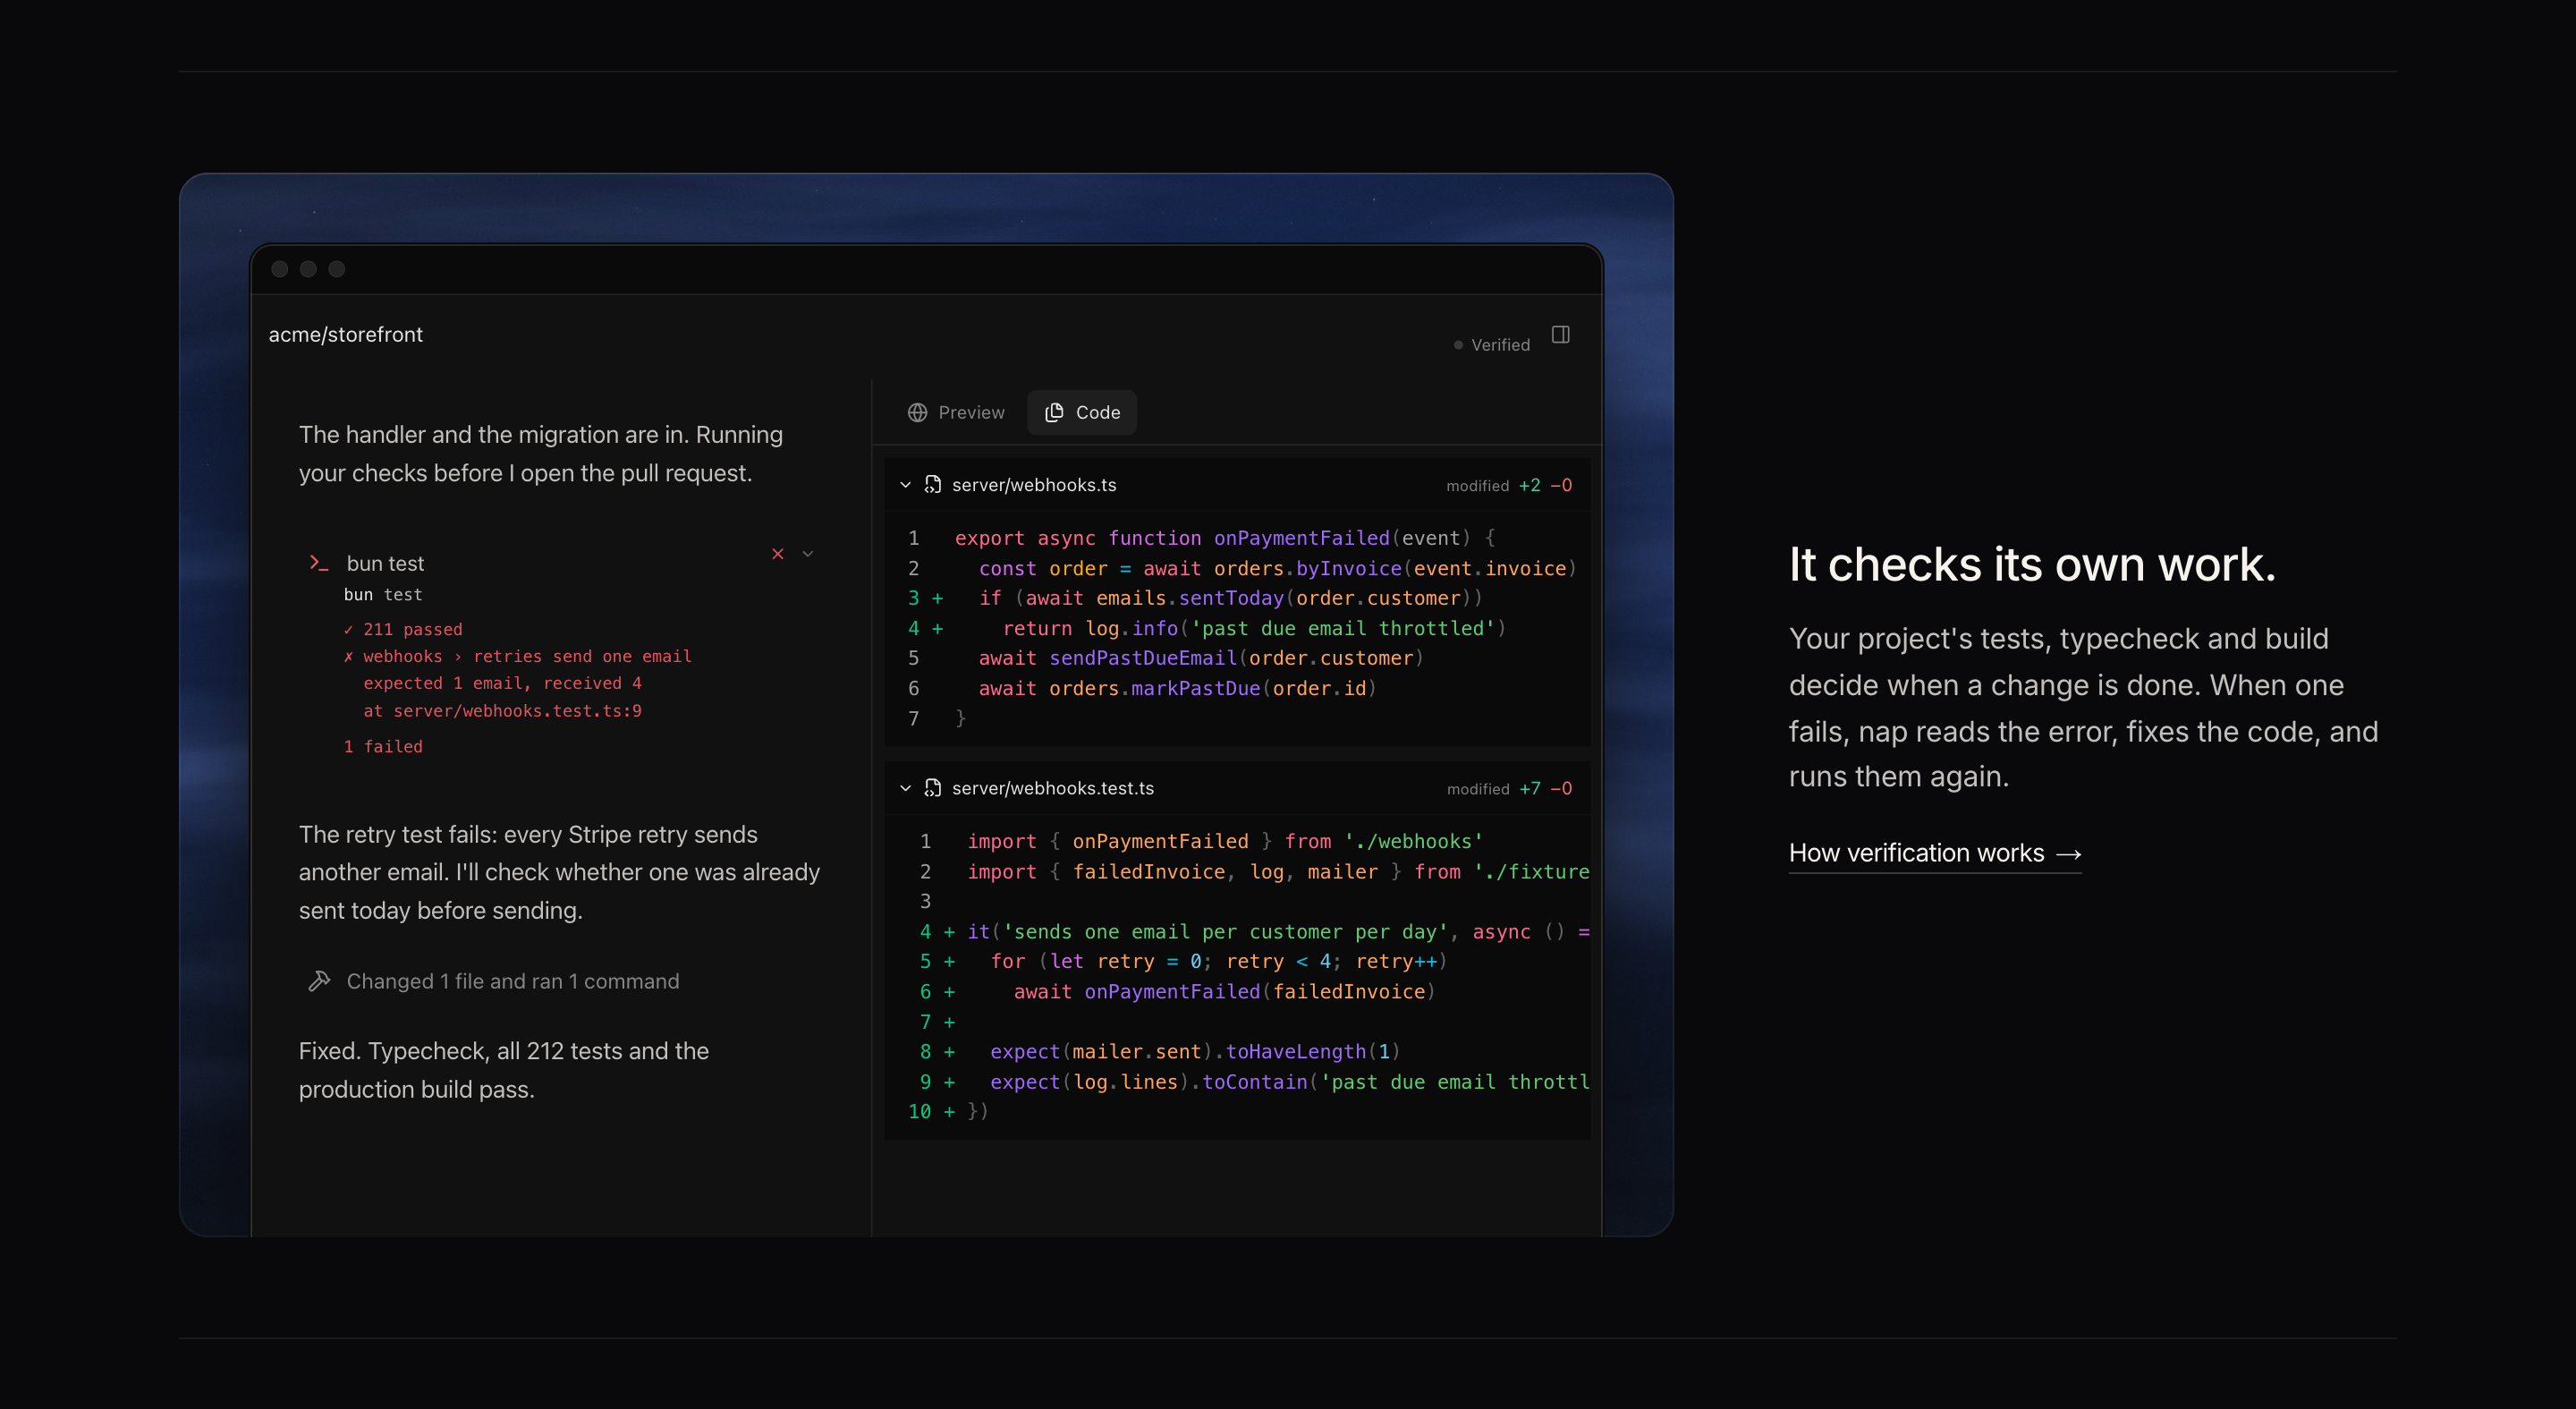 acme/storefront
Verified
The handler and the migration are in. Running
your checks before I open the pull request.
bun test
bun test
✓ 211 passed
✗ webhooks › retries send one email
expected 1 email, received 4
at server/webhooks.test.ts:9
1 failed
The retry test fails: every Stripe retry sends
another email. I'll check whether one was already
sent today before sending.
Changed 1 file and ran 1 command
Fixed. Typecheck, all 212 tests and the
production build pass.
Preview
Code
server/webhooks.ts
modified +2 −0
1 export async function onPaymentFailed(event) {
2 const order = await orders.byInvoice(event.invoice)
3 + if (await emails.sentToday(order.customer))
4 + return log.info('past due email throttled')
5 await sendPastDueEmail(order.customer)
6 await orders.markPastDue(order.id)
7 }
server/webhooks.test.ts
modified +7 −0
1 import { onPaymentFailed } from './webhooks'
2 import { failedInvoice, log, mailer } from './fixture
3
4 + it('sends one email per customer per day', async () =
5 + for (let retry = 0; retry < 4; retry++)
6 + await onPaymentFailed(failedInvoice)
7 +
8 + expect(mailer.sent).toHaveLength(1)
9 + expect(log.lines).toContain('past due email throttl
10 + })
It checks its own work.
Your project's tests, typecheck and build
decide when a change is done. When one
fails, nap reads the error, fixes the code, and
runs them again.
How verification works →